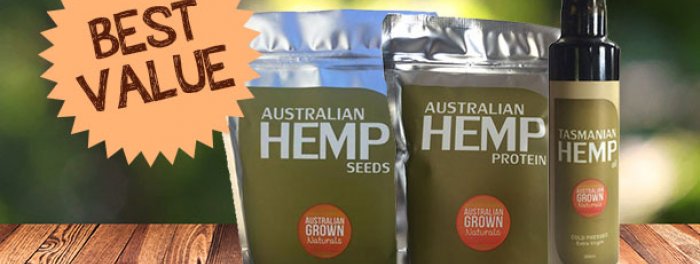 BEST
VALUE
AUSTRALIAN
HEMP
SEEDS
AUSTRALIAN
GROWN
Naturals
AUSTRALIAN
HEMP
PROTEIN
AUSTRALIAN
GROWN
Naturals
TASMANIAN
HEMP
OIL
AUSTRALIAN
GROWN
Naturals
COLD PRESSED
Extra Virgin